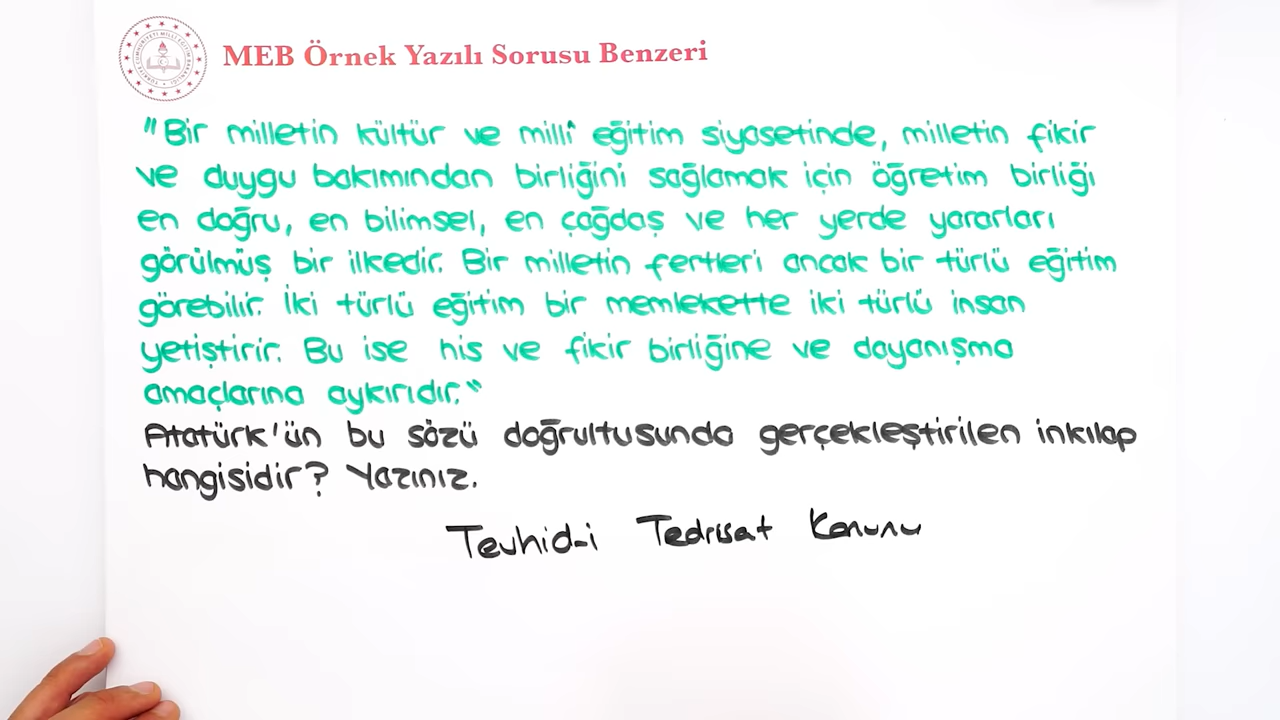 MEB Örnek Yazılı Sorusu Benzeri
"Bir milletin kültür ve millî eğitim siyasetinde, milletin fikir
ve duygu bakımından birliğini sağlamak için öğretim birliği
en doğru, en bilimsel, en çağdaş ve her yerde yararları
görülmüş bir ilkedir. Bir milletin fertleri ancak bir türlü eğitim
görebilir. İki türlü eğitim bir memlekette iki türlü insan
yetiştirir. Bu ise his ve fikir birliğine ve dayanışma
amaçlarına aykırıdır."
Atatürk'ün bu sözü doğrultusunda gerçekleştirilen inkılap
hangisidir? Yazınız.
Tevhid-i Tedrisat Kanunu